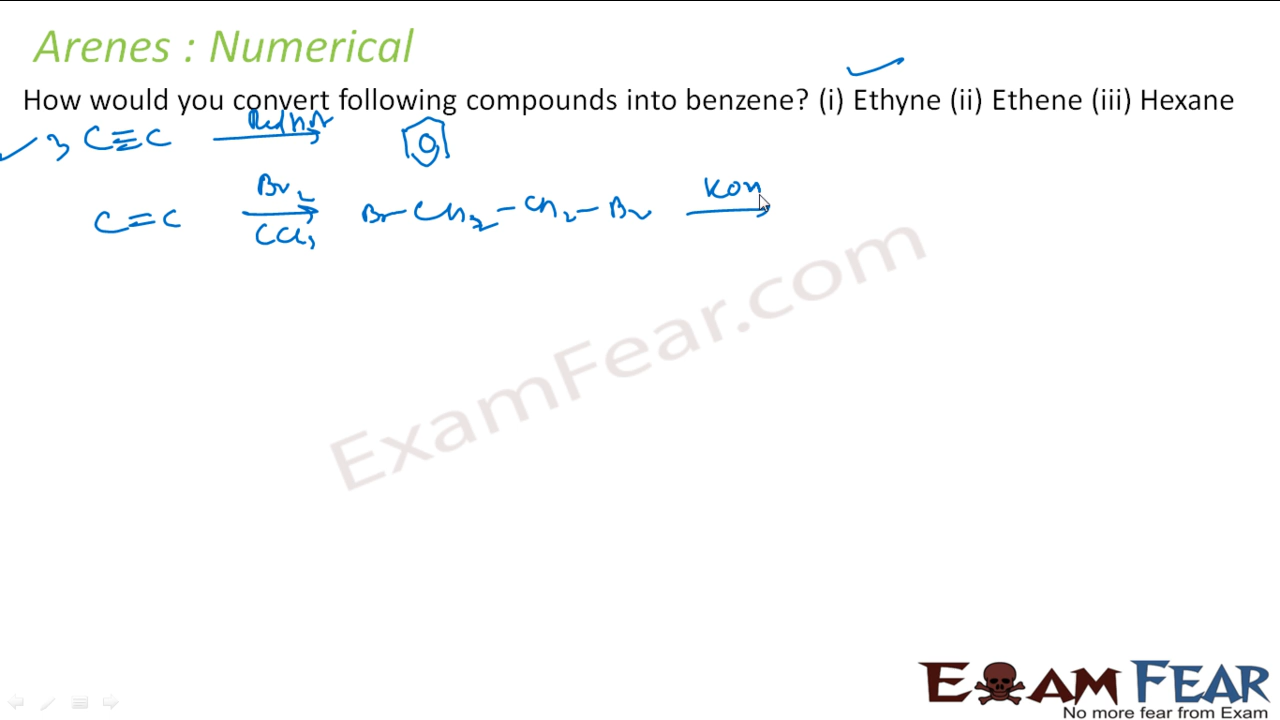 Arenes : Numerical
How would you convert following compounds into benzene? (i) Ethyne (ii) Ethene (iii) Hexane
3 C≡C
Br2
C=C CCl4 Br-CH2-CH2-Br KOH
ExamFear.com
EXAM FEAR
No more fear from Exam